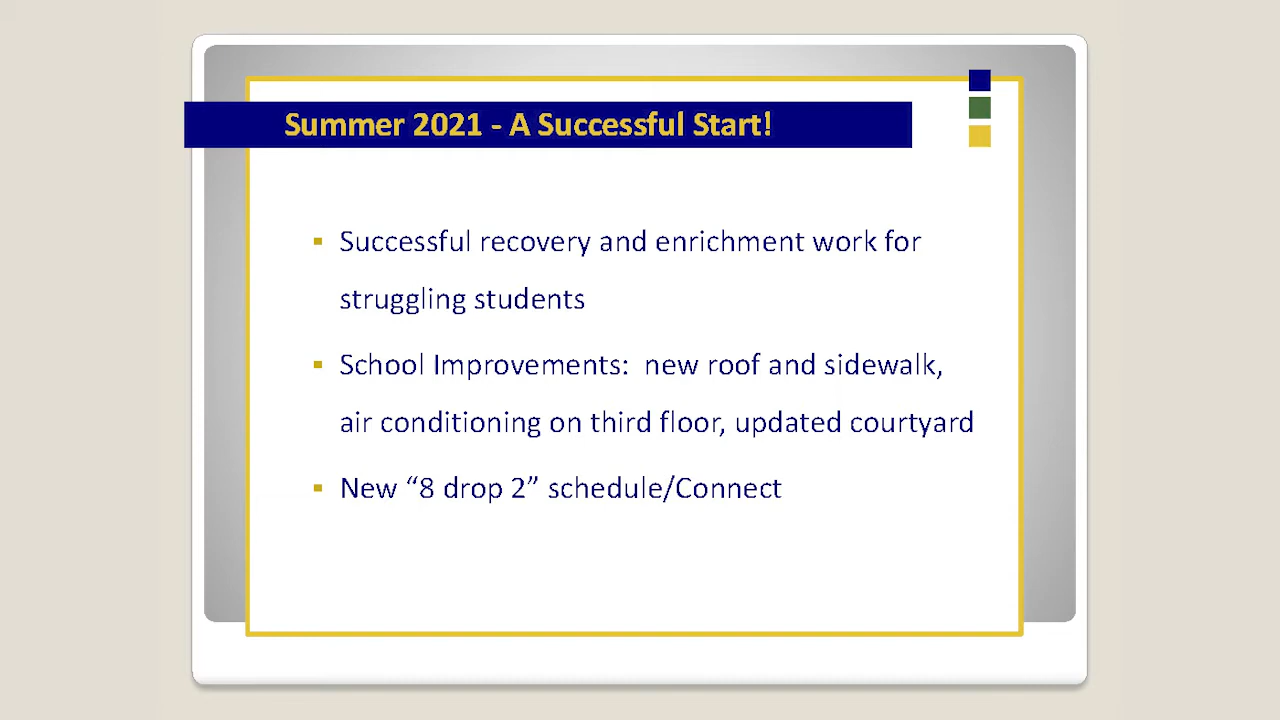 Summer 2021 - A Successful Start!
▪ Successful recovery and enrichment work for
struggling students
▪ School Improvements:  new roof and sidewalk,
air conditioning on third floor, updated courtyard
▪ New “8 drop 2” schedule/Connect